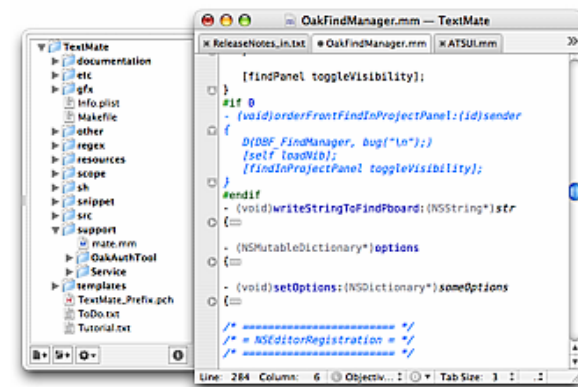 OakFindManager.mm — TextMate
ReleaseNotes_in.txt
OakFindManager.mm
ATSUI.mm
TextMate
documentation
etc
gfx
Info.plist
Makefile
other
regex
resources
scope
sh
snippet
src
support
mate.mm
OakAuthTool
Service
templates
TextMate_Prefix.pch
ToDo.txt
Tutorial.txt
[findPanel toggleVisibility];
}
#if 0
- (void)orderFrontFindInProjectPanel:(id)sender
{
D(DBF_FindManager, bug("\n");)
[self loadNib];
[findInProjectPanel toggleVisibility];
}
#endif
- (void)writeStringToFindPboard:(NSString*)str
{
- (NSMutableDictionary*)options
{
- (void)setOptions:(NSDictionary*)someOptions
{
/* ======================== */
/* = NSEditorRegistration = */
/* ======================== */
Line: 284 Column: 6 Objectiv... Tab Size: 3